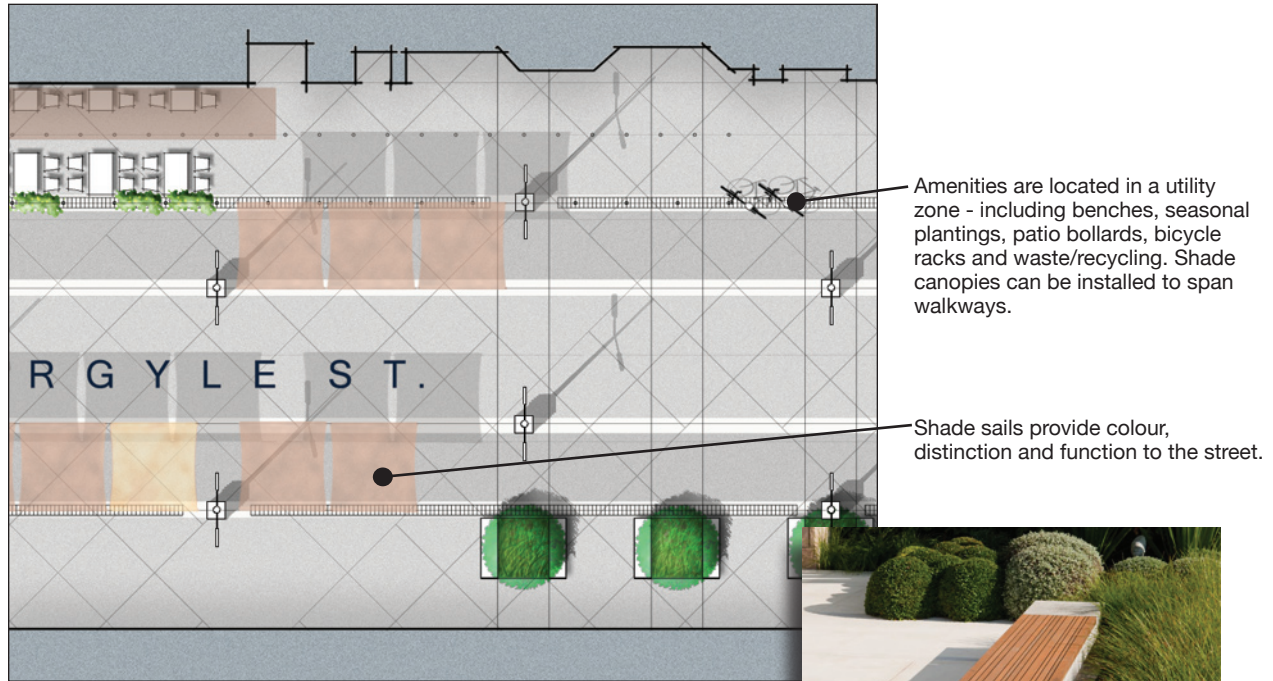 Amenities are located in a utility
zone - including benches, seasonal
plantings, patio bollards, bicycle
racks and waste/recycling. Shade
canopies can be installed to span
walkways.
RGYLE ST.
Shade sails provide colour,
distinction and function to the street.